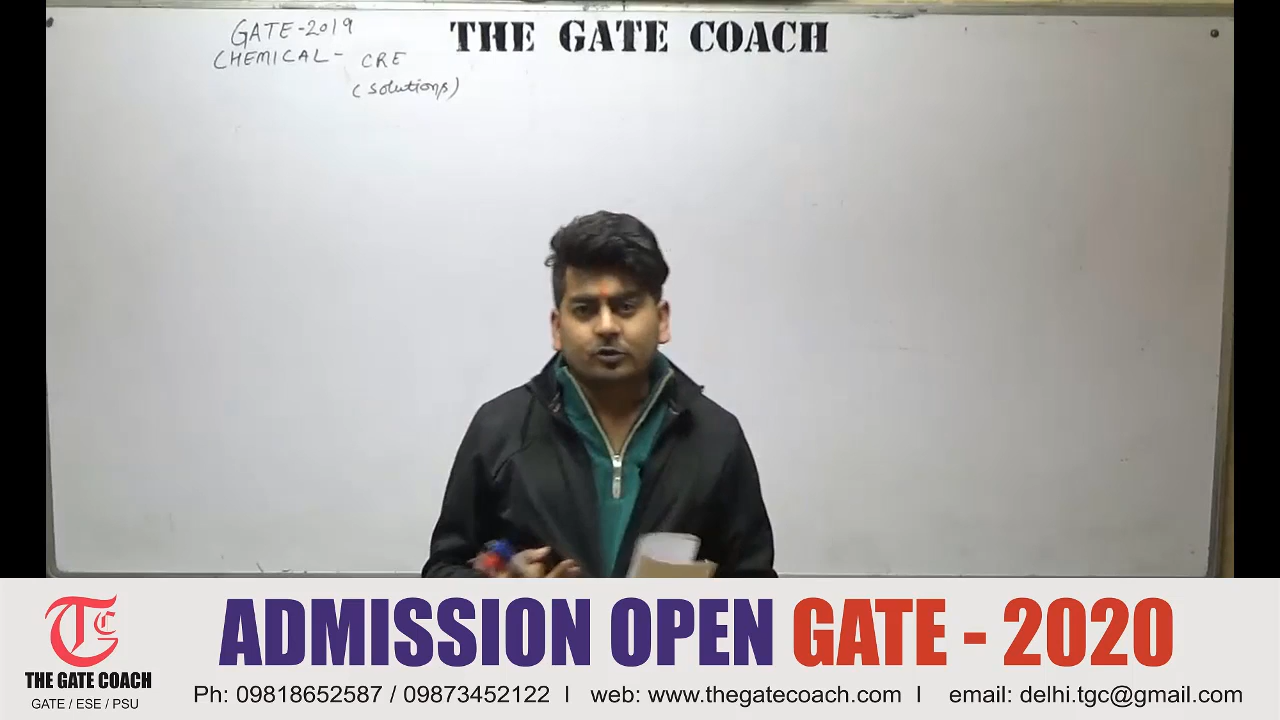 GATE-2019
CHEMICAL- CRE
(solutions)
THE GATE COACH
THE GATE COACH
GATE / ESE / PSU
ADMISSION OPEN GATE - 2020
Ph: 09818652587 / 09873452122 I web: www.thegatecoach.com I email: delhi.tgc@gmail.com